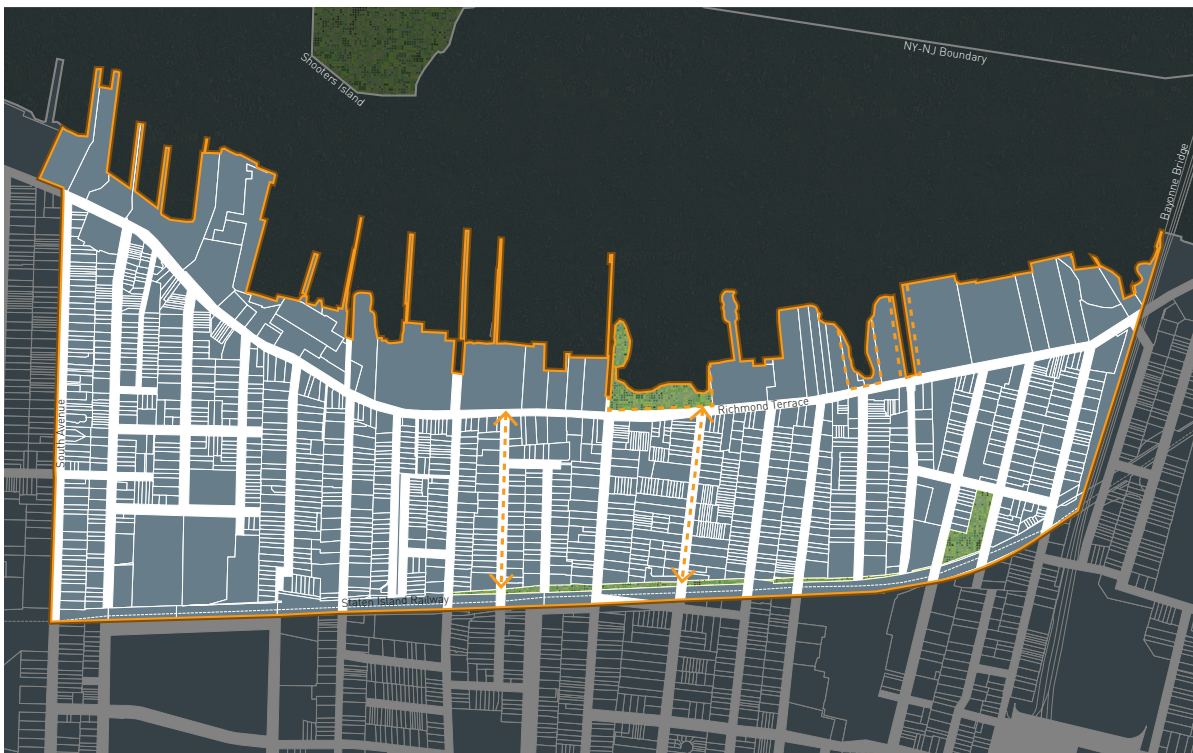 NY-NJ Boundary
Shooters Island
Bayonne Bridge
Richmond Terrace
South Avenue
Staten Island Railway